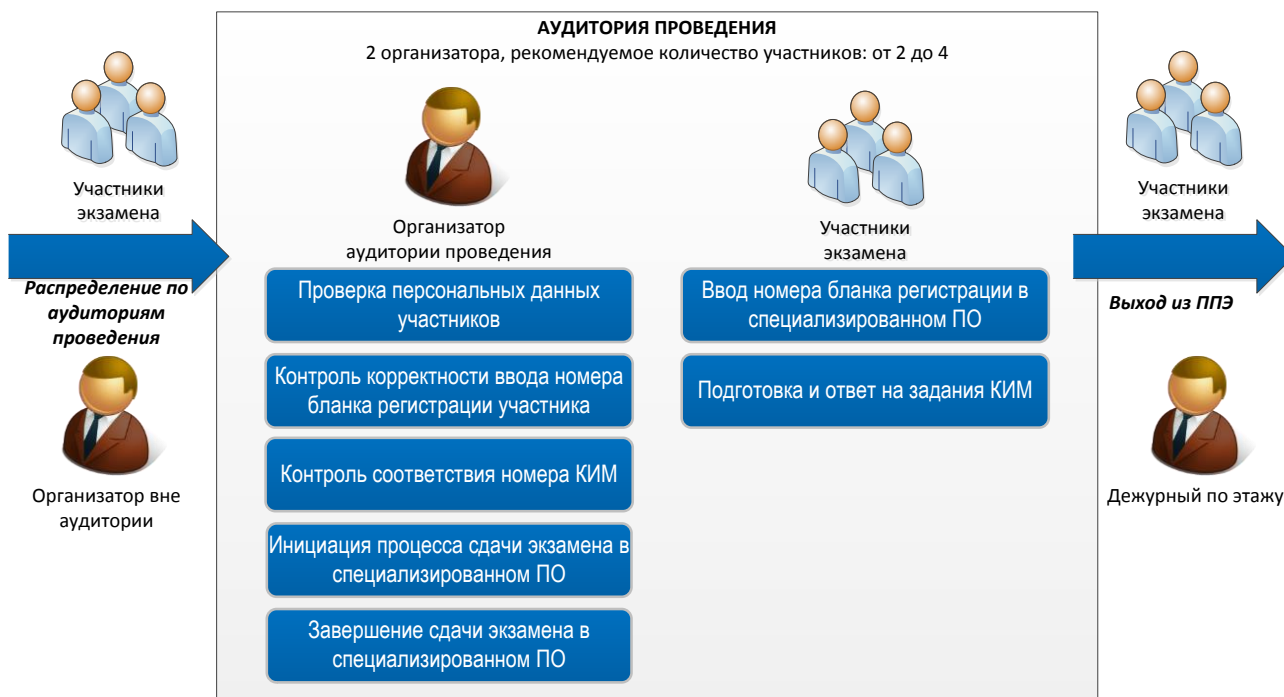 АУДИТОРИЯ ПРОВЕДЕНИЯ
2 организатора, рекомендуемое количество участников: от 2 до 4
Участники
экзамена
Распределение по
аудиториям
проведения
Организатор вне
аудитории
Организатор
аудитории проведения
Проверка персональных данных
участников
Контроль корректности ввода номера
бланка регистрации участника
Контроль соответствия номера КИМ
Инициация процесса сдачи экзамена в
специализированном ПО
Завершение сдачи экзамена в
специализированном ПО
Участники
экзамена
Ввод номера бланка регистрации в
специализированном ПО
Подготовка и ответ на задания КИМ
Участники
экзамена
Выход из ППЭ
Дежурный по этажу